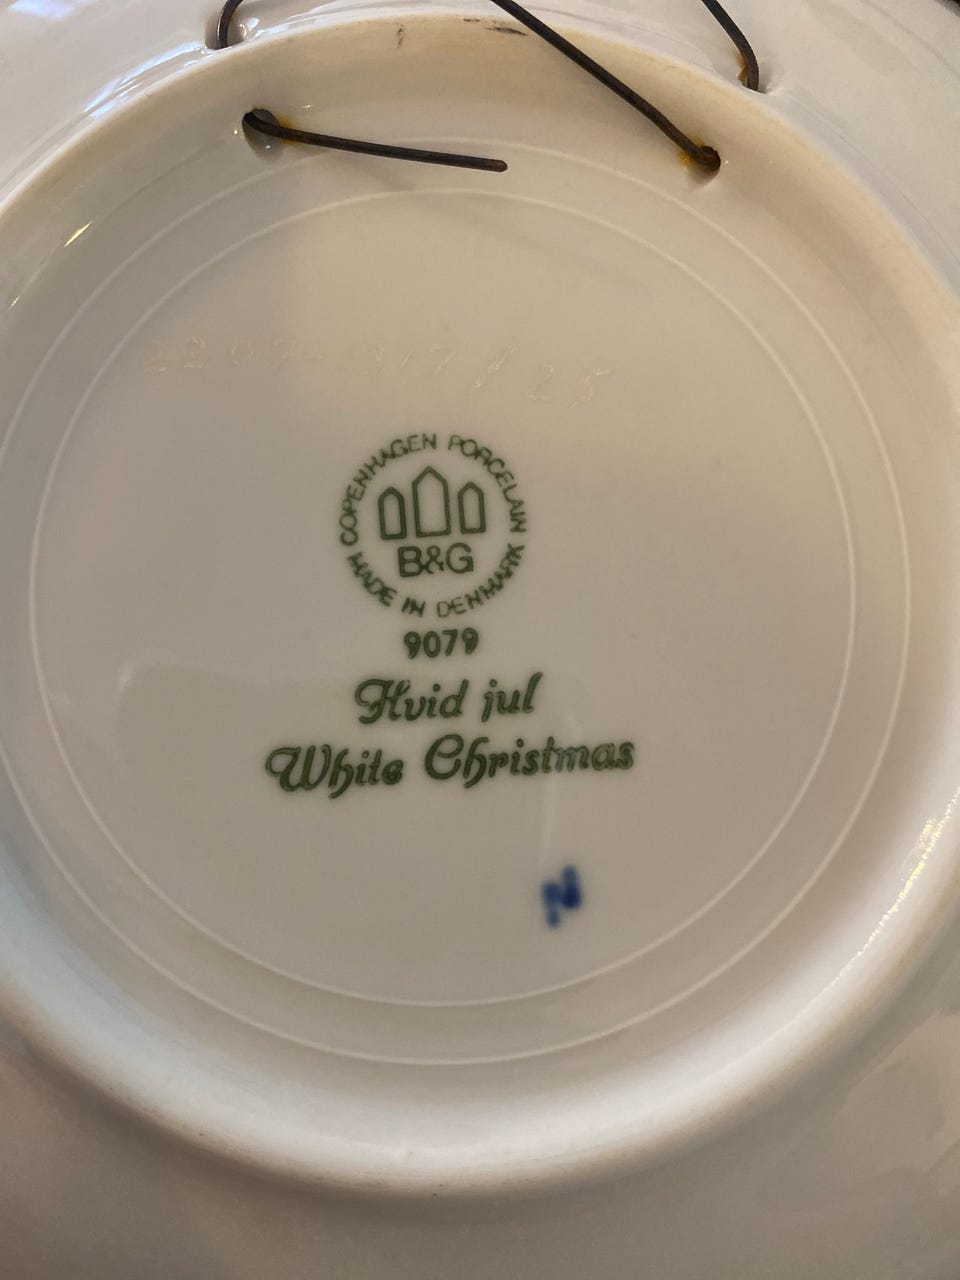 COPENHAGEN PORCELAIN
B&G
MADE IN DENMARK
9079
Hvid jul
White Christmas
N